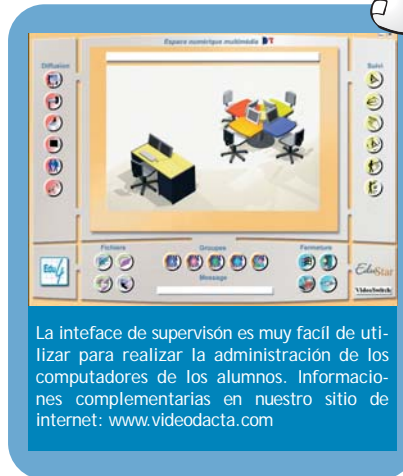 Espace numérique multimédia
Diffusion
Suivi
Fichiers
Groupes
Fermeture
Message
EduStar
VideoSwitch
La inteface de supervisón es muy facíl de uti-
lizar para realizar la administración de los
computadores de los alumnos. Informacio-
nes complementarias en nuestro sitio de
internet: www.videodacta.com